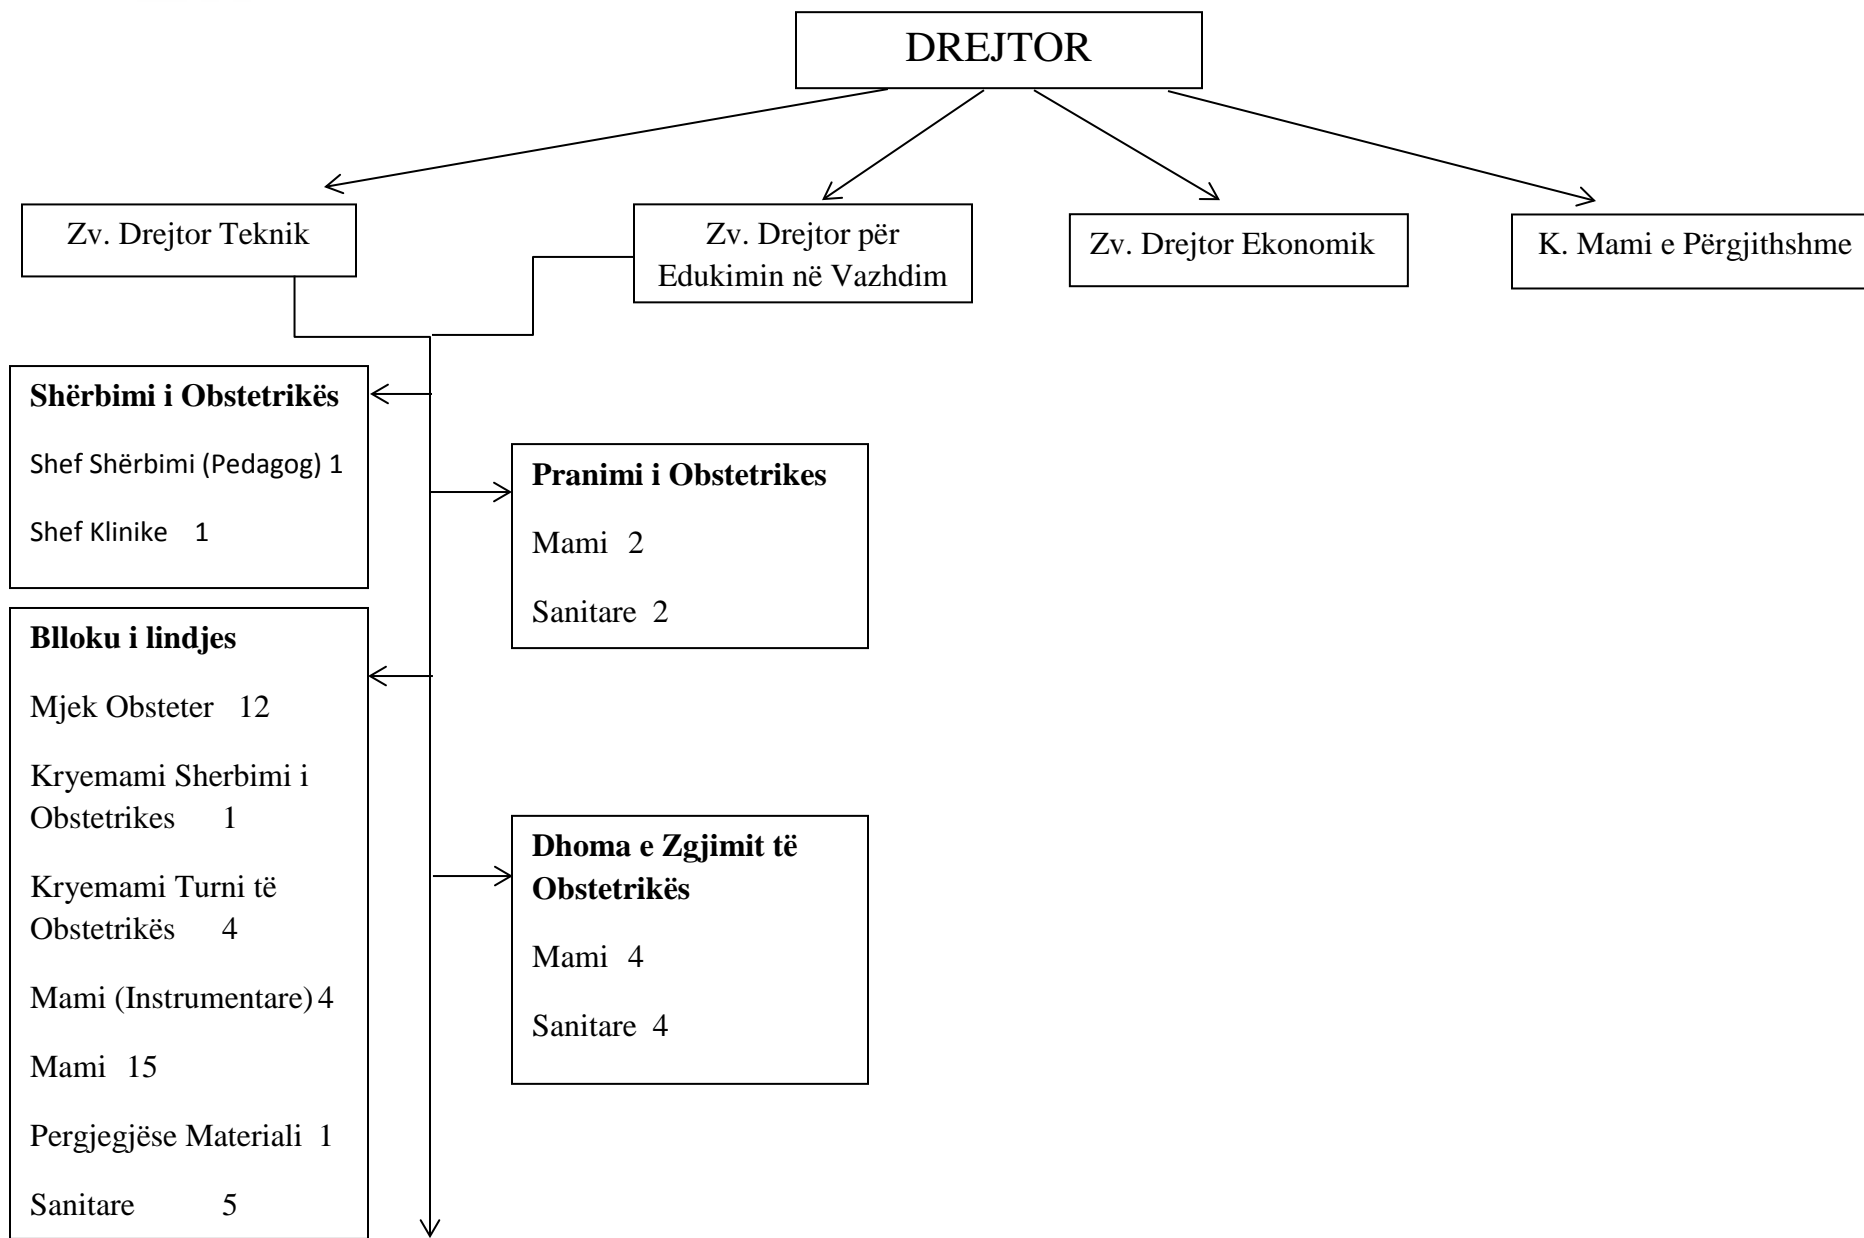 DREJTOR
Zv. Drejtor Teknik
Zv. Drejtor për
Edukimin në Vazhdim
Zv. Drejtor Ekonomik
K. Mami e Përgjithshme
Shërbimi i Obstetrikës
Shef Shërbimi (Pedagog) 1
Shef Klinike 1
Pranimi i Obstetrikes
Mami 2
Sanitare 2
Blloku i lindjes
Mjek Obsteter 12
Kryemami Sherbimi i
Obstetrikes 1
Kryemami Turni të
Obstetrikës 4
Mami (Instrumentare) 4
Mami 15
Pergjegjëse Materiali 1
Sanitare 5
Dhoma e Zgjimit të
Obstetrikës
Mami 4
Sanitare 4